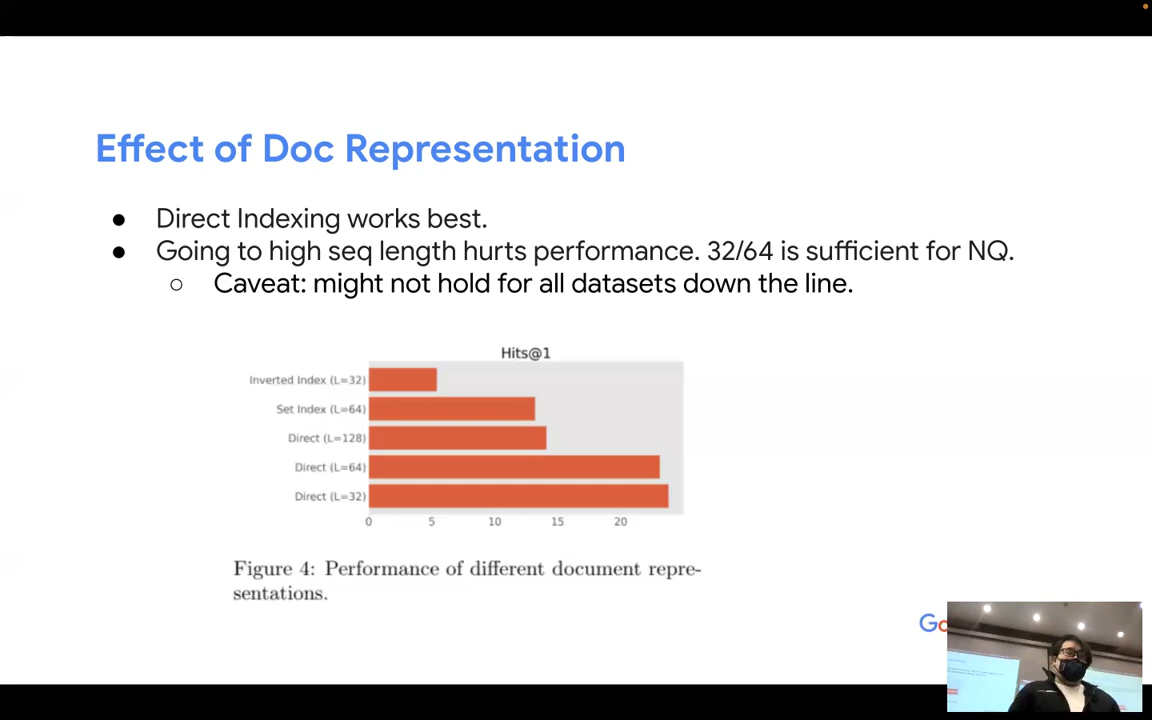 Effect of Doc Representation
● Direct Indexing works best.
● Going to high seq length hurts performance. 32/64 is sufficient for NQ.
○ Caveat: might not hold for all datasets down the line.
Hits@1
Inverted Index (L=32)
Set Index (L=64)
Direct (L=128)
Direct (L=64)
Direct (L=32)
0 5 10 15 20
Figure 4: Performance of different document repre-
sentations.
Go